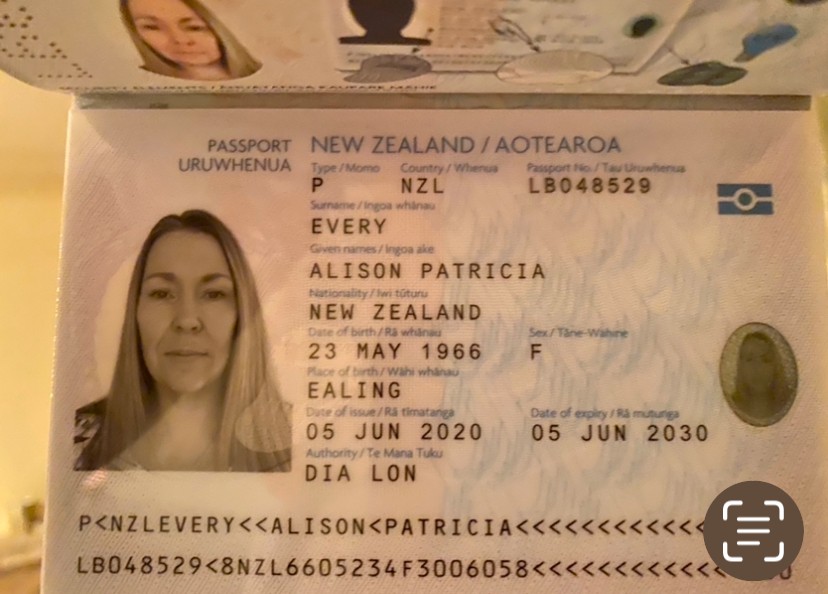 PASSPORT
URUWHENUA
NEW ZEALAND / AOTEAROA
Type / Momo Country / Whenua Passport No. / Tau Uruwhenua
P NZL LB048529
Surname / Ingoa whānau
EVERY
Given names / Ingoa ake
ALISON PATRICIA
Nationality / Iwi tūturu
NEW ZEALAND
Date of birth / Rā whānau Sex / Tāne-Wahine
23 MAY 1966 F
Place of birth / Wāhi whānau
EALING
Date of issue / Rā tīmatanga Date of expiry / Rā mutunga
05 JUN 2020 05 JUN 2030
Authority / Te Mana Tuku
DIA LON
P<NZLEVERY<<ALISON<PATRICIA<<<<<<<<<<<<
LB048529<8NZL6605234F3006058<<<<<<<<<<<<